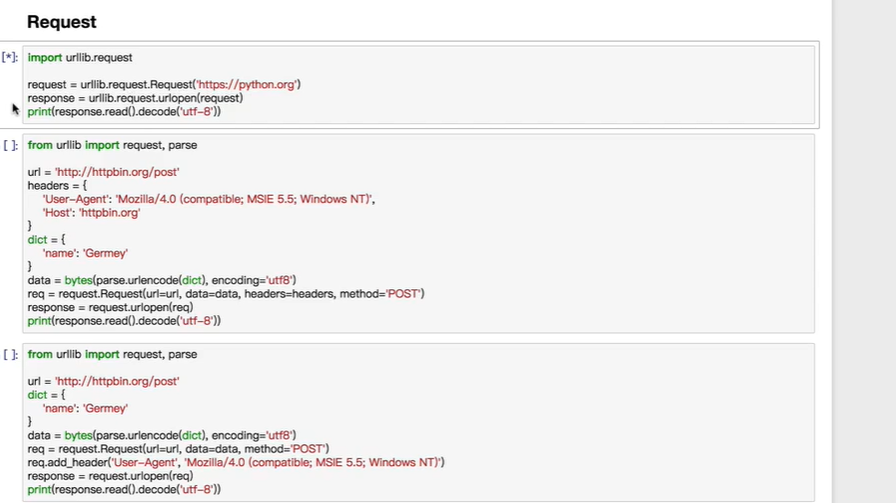 Request
[*]:
import urllib.request
request = urllib.request.Request('https://python.org')
response = urllib.request.urlopen(request)
print(response.read().decode('utf-8'))
[ ]:
from urllib import request, parse
url = 'http://httpbin.org/post'
headers = {
'User-Agent': 'Mozilla/4.0 (compatible; MSIE 5.5; Windows NT)',
'Host': 'httpbin.org'
}
dict = {
'name': 'Germey'
}
data = bytes(parse.urlencode(dict), encoding='utf8')
req = request.Request(url=url, data=data, headers=headers, method='POST')
response = request.urlopen(req)
print(response.read().decode('utf-8'))
[ ]:
from urllib import request, parse
url = 'http://httpbin.org/post'
dict = {
'name': 'Germey'
}
data = bytes(parse.urlencode(dict), encoding='utf8')
req = request.Request(url=url, data=data, method='POST')
req.add_header('User-Agent', 'Mozilla/4.0 (compatible; MSIE 5.5; Windows NT)')
response = request.urlopen(req)
print(response.read().decode('utf-8'))